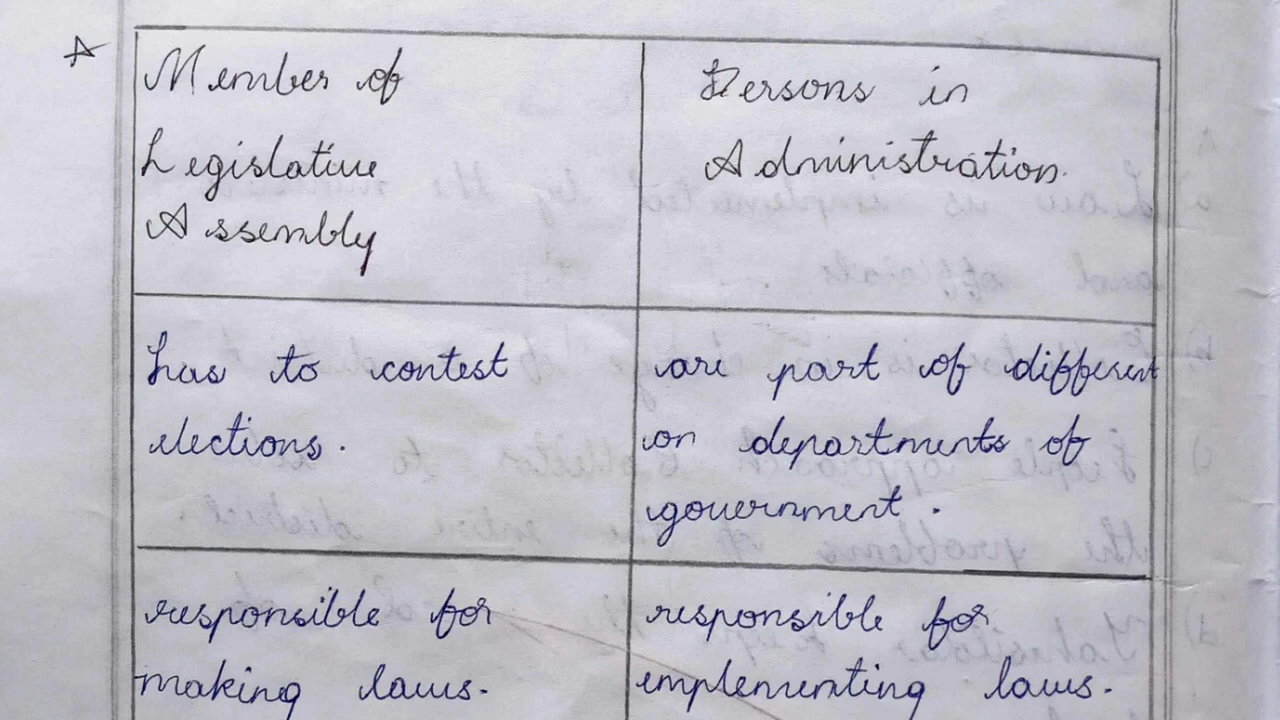 A
Member of
Legislative
Assembly
Persons in
Administration.
has to contest
elections.
are part of different
on departments of
government.
responsible for
making laws.
responsible for
implementing laws.